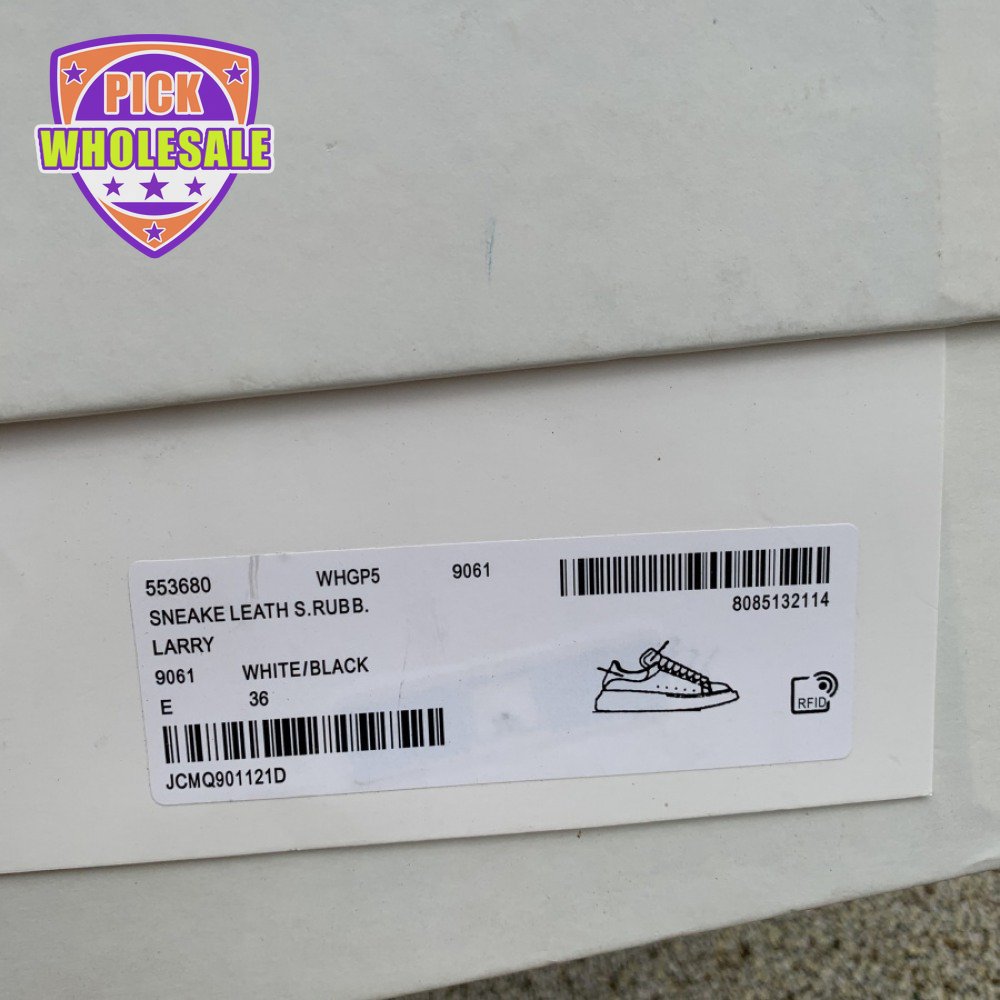 PICK
WHOLESALE
553680 WHGP5 9061
SNEAKE LEATH S.RUBB.
LARRY
9061 WHITE/BLACK
E 36
JCMQ901121D
8085132114
RFID